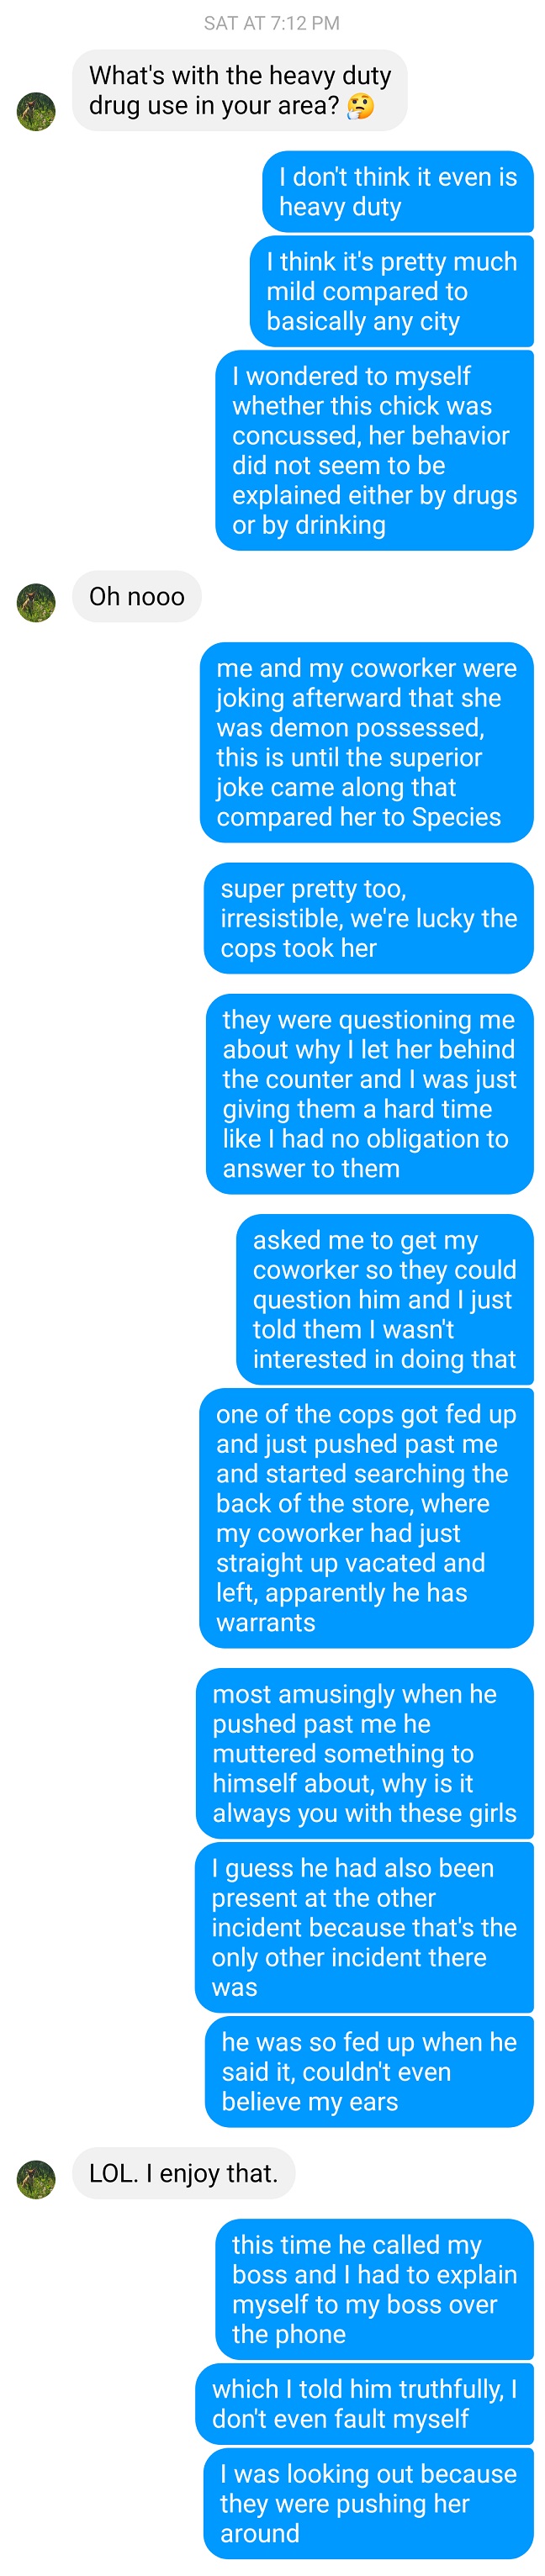 SAT AT 7:12 PM
What's with the heavy duty
drug use in your area? 🤔
I don't think it even is
heavy duty
I think it's pretty much
mild compared to
basically any city
I wondered to myself
whether this chick was
concussed, her behavior
did not seem to be
explained either by drugs
or by drinking
Oh nooo
me and my coworker were
joking afterward that she
was demon possessed,
this is until the superior
joke came along that
compared her to Species
super pretty too,
irresistible, we're lucky the
cops took her
they were questioning me
about why I let her behind
the counter and I was just
giving them a hard time
like I had no obligation to
answer to them
asked me to get my
coworker so they could
question him and I just
told them I wasn't
interested in doing that
one of the cops got fed up
and just pushed past me
and started searching the
back of the store, where
my coworker had just
straight up vacated and
left, apparently he has
warrants
most amusingly when he
pushed past me he
muttered something to
himself about, why is it
always you with these girls
I guess he had also been
present at the other
incident because that's the
only other incident there
was
he was so fed up when he
said it, couldn't even
believe my ears
LOL. I enjoy that.
this time he called my
boss and I had to explain
myself to my boss over
the phone
which I told him truthfully, I
don't even fault myself
I was looking out because
they were pushing her
around